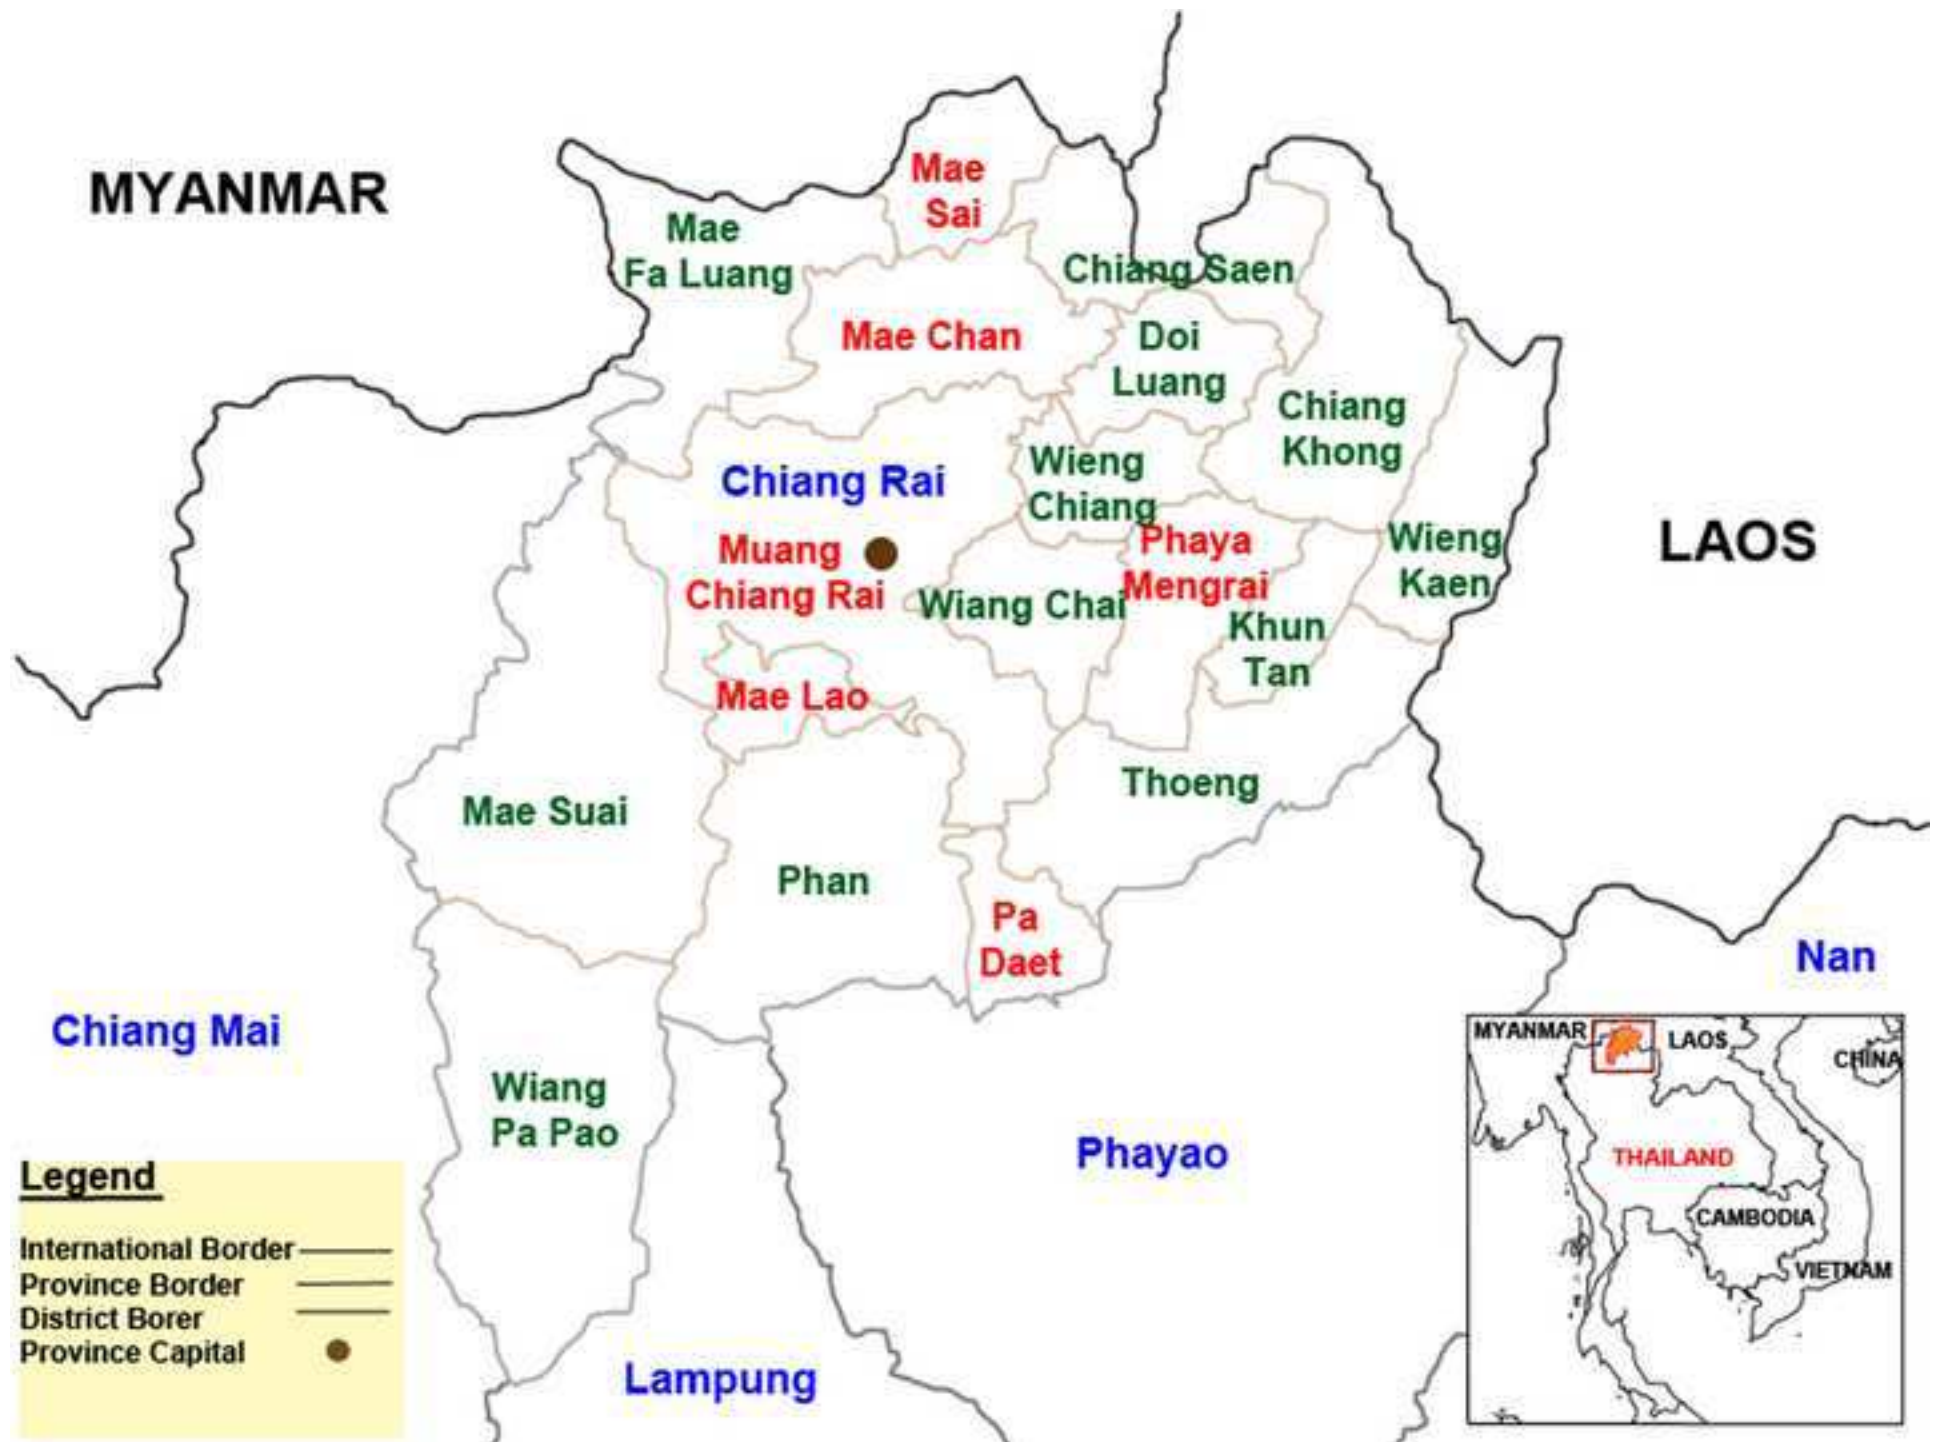 MYANMAR
Mae
Sai
Mae
Fa Luang
Chiang Saen
Mae Chan
Doi
Luang
Chiang
Khong
Chiang Rai
Wieng
Chiang
LAOS
Muang
Chiang Rai
Phaya
Mengrai
Wieng
Kaen
Wiang Chai
Khun
Tan
Mae Lao
Mae Suai
Thoeng
Phan
Pa
Daet
Nan
Chiang Mai
Wiang
Pa Pao
Phayao
Lampung
Legend
International Border
Province Border
District Borer
Province Capital
MYANMAR
LAOS
CHINA
THAILAND
CAMBODIA
VIETNAM